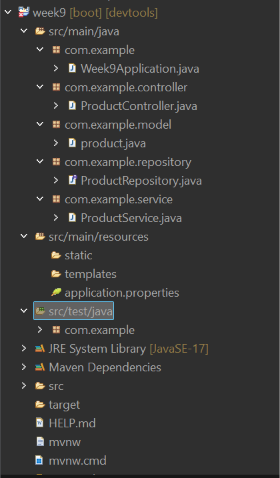 week9 [boot] [devtools]
src/main/java
com.example
Week9Application.java
com.example.controller
ProductController.java
com.example.model
product.java
com.example.repository
ProductRepository.java
com.example.service
ProductService.java
src/main/resources
static
templates
application.properties
src/test/java
com.example
JRE System Library [JavaSE-17]
Maven Dependencies
src
target
HELP.md
mvnw
mvnw.cmd